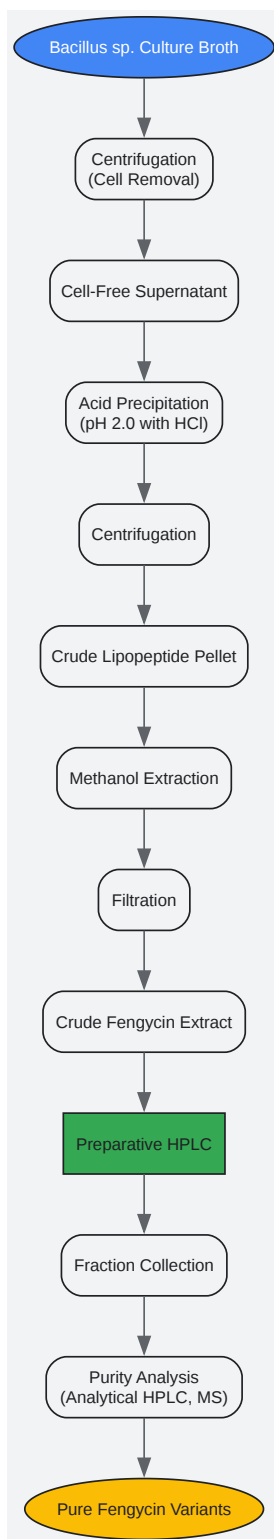 Bacillus sp. Culture Broth
Centrifugation
(Cell Removal)
Cell-Free Supernatant
Acid Precipitation
(pH 2.0 with HCl)
Centrifugation
Crude Lipopeptide Pellet
Methanol Extraction
Filtration
Crude Fengycin Extract
Preparative HPLC
Fraction Collection
Purity Analysis
(Analytical HPLC, MS)
Pure Fengycin Variants